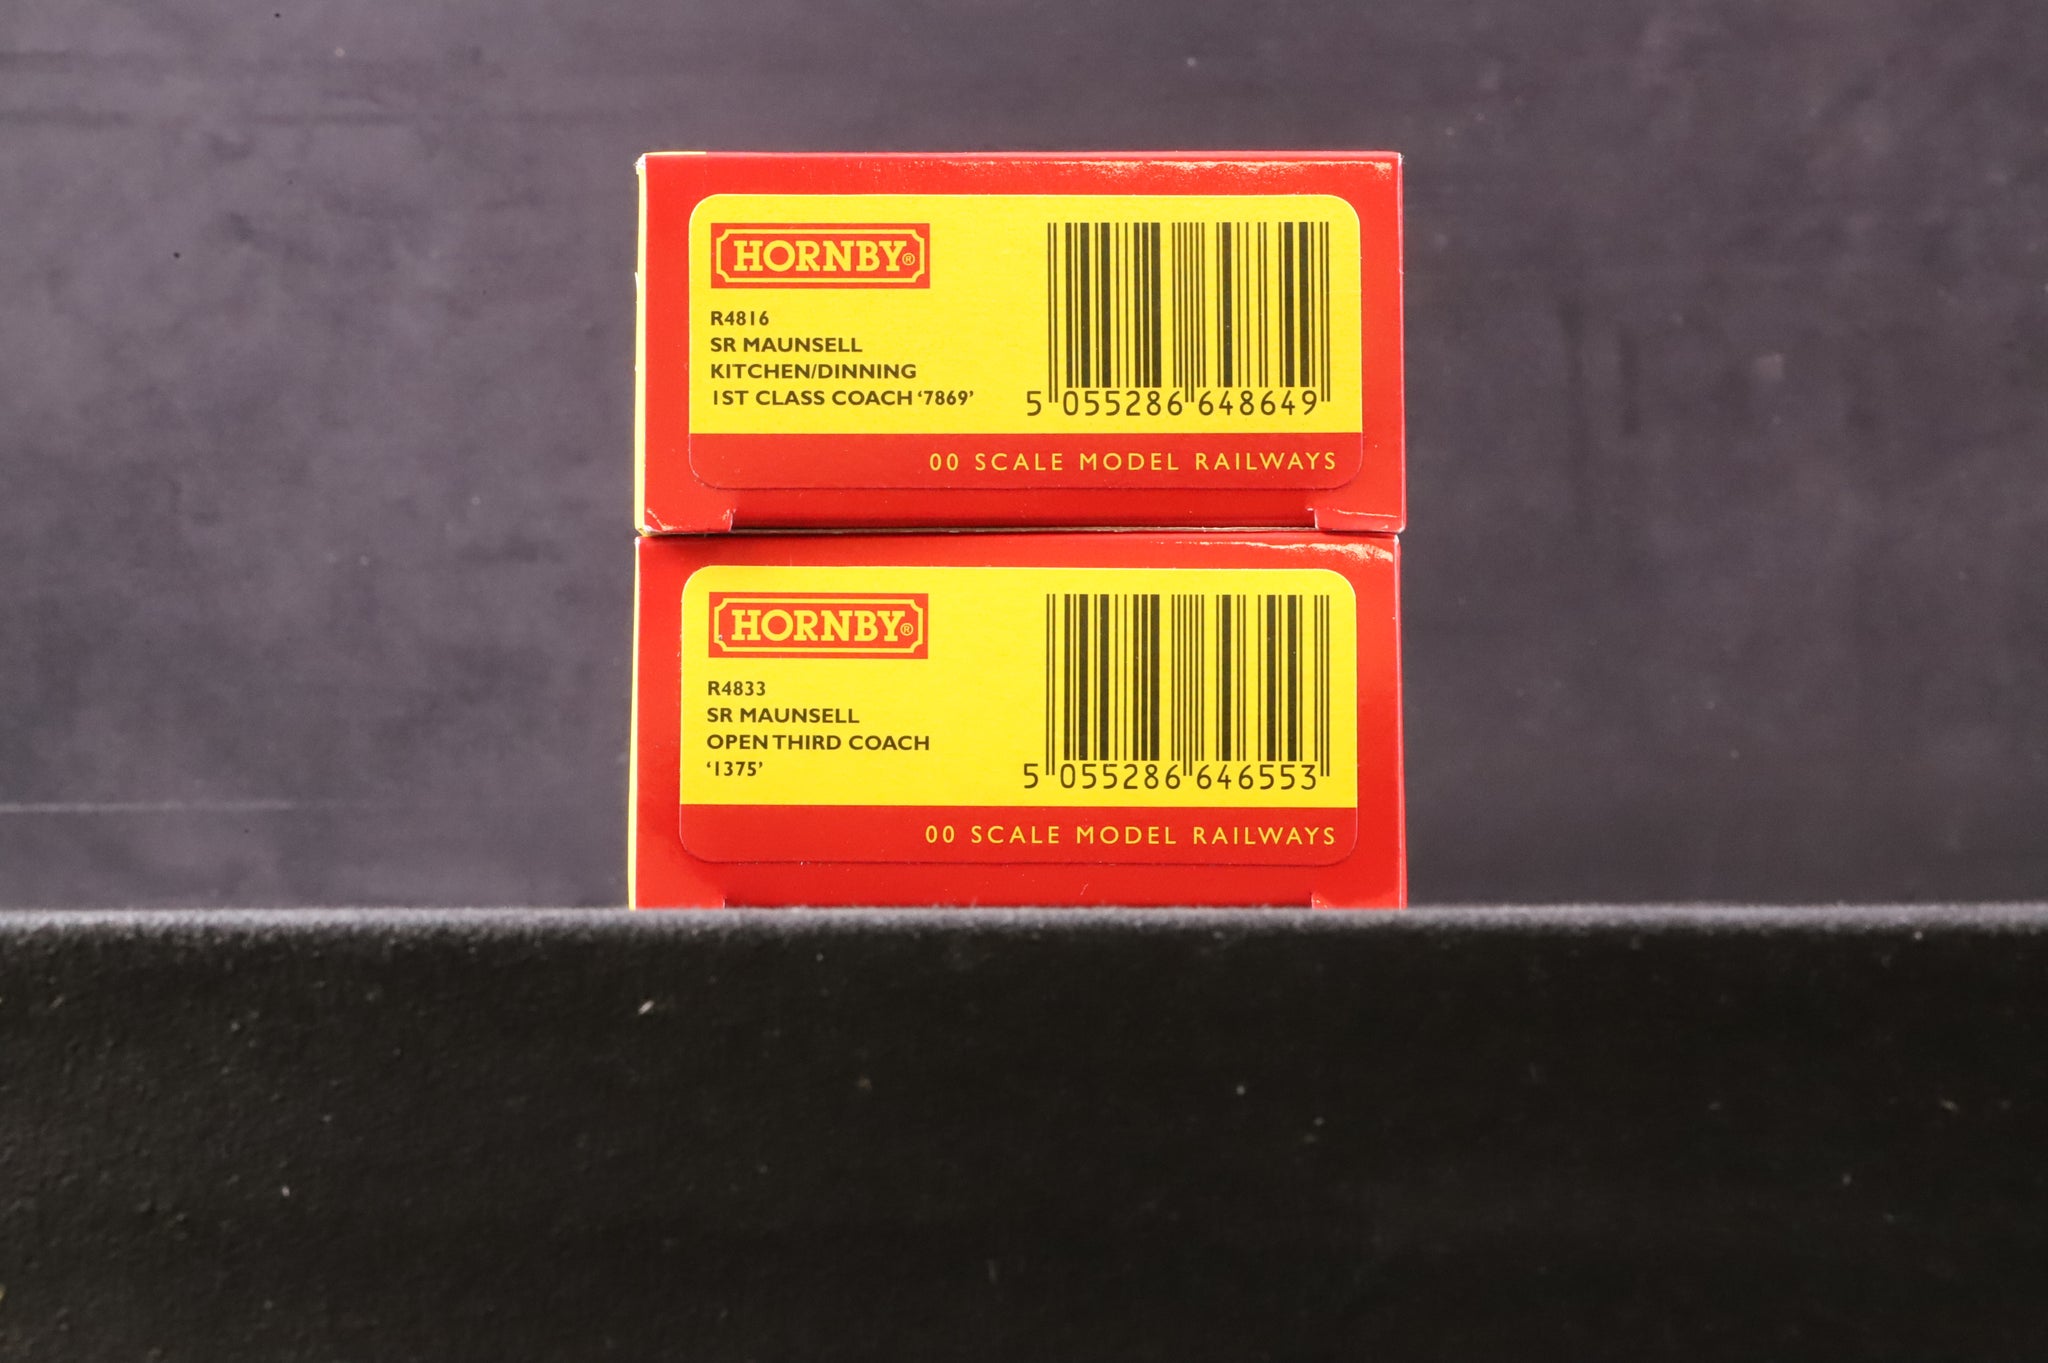 HORNBY®
R4816
SR MAUNSELL
KITCHEN/DINNING
1ST CLASS COACH ‘7869’
5 055286 648649
00 SCALE MODEL RAILWAYS
HORNBY®
R4833
SR MAUNSELL
OPEN THIRD COACH
‘1375’
5 055286 646553
00 SCALE MODEL RAILWAYS